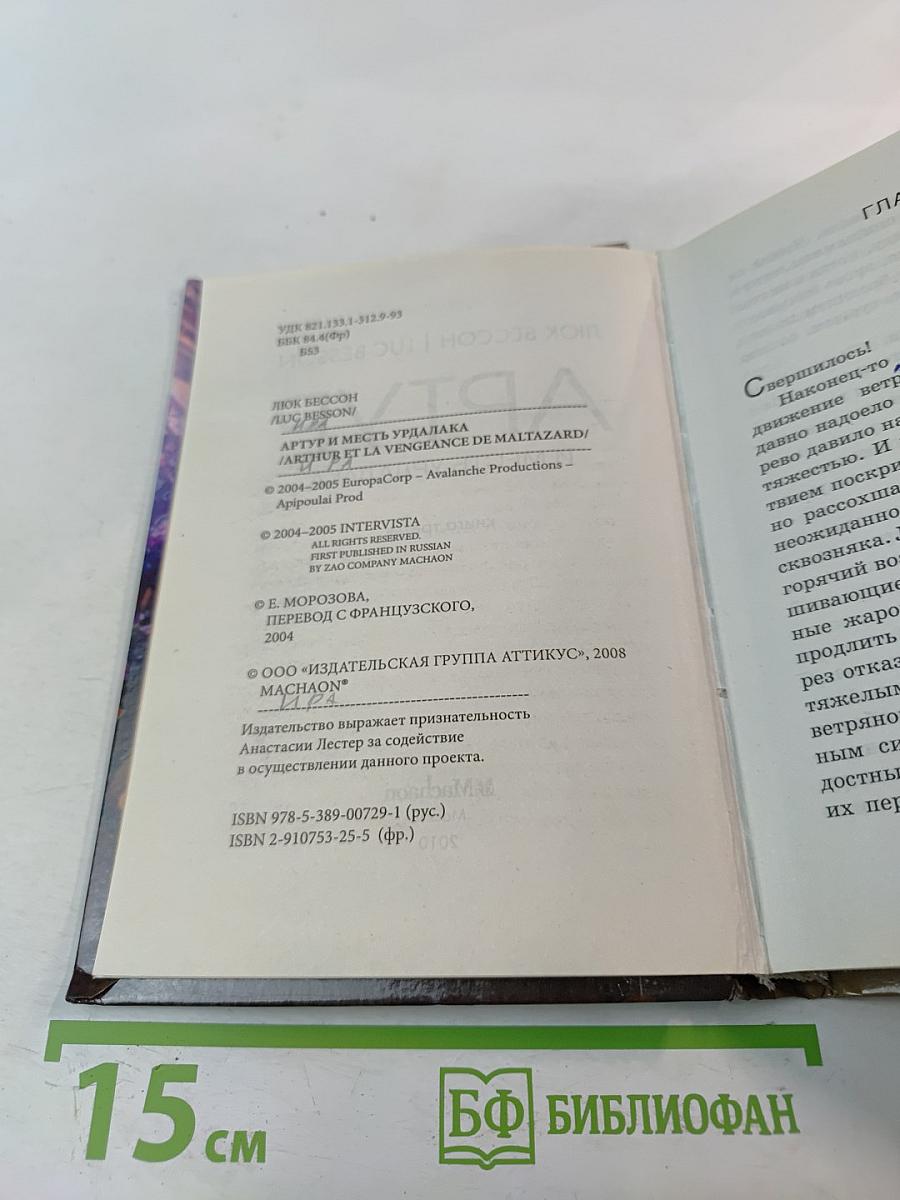 УДК 821.133.1-312.9-93
ББК 84.4(Фр)
Б53
ЛЮК БЕССОН
/LUC BESSON/
ИРА
АРТУР И МЕСТЬ УРДАЛАКА
/ARTHUR ET LA VENGEANCE DE MALTAZARD/
ИРА
© 2004–2005 EuropaCorp – Avalanche Productions –
Apipoulai Prod
© 2004–2005 INTERVISTA
ALL RIGHTS RESERVED.
FIRST PUBLISHED IN RUSSIAN
BY ZAO COMPANY MACHAON
© Е. МОРОЗОВА,
ПЕРЕВОД С ФРАНЦУЗСКОГО,
2004
© ООО «ИЗДАТЕЛЬСКАЯ ГРУППА АТТИКУС», 2008
MACHAON®
ИРА
Издательство выражает признательность
Анастасии Лестер за содействие
в осуществлении данного проекта.
ISBN 978-5-389-00729-1 (рус.)
ISBN 2-910753-25-5 (фр.)
ГЛА
Свершилось!
Наконец-то
движение ветр
давно надоело
рево давило на
тяжестью. И
твием поскри
но рассохша
неожиданно
сквозняка.
горячий воз
шивающие
ные жаро
продлить
рез отказ
тяжелым
ветряно
ным си
достны
их пер
15 см
БФ БИБЛИОФАН